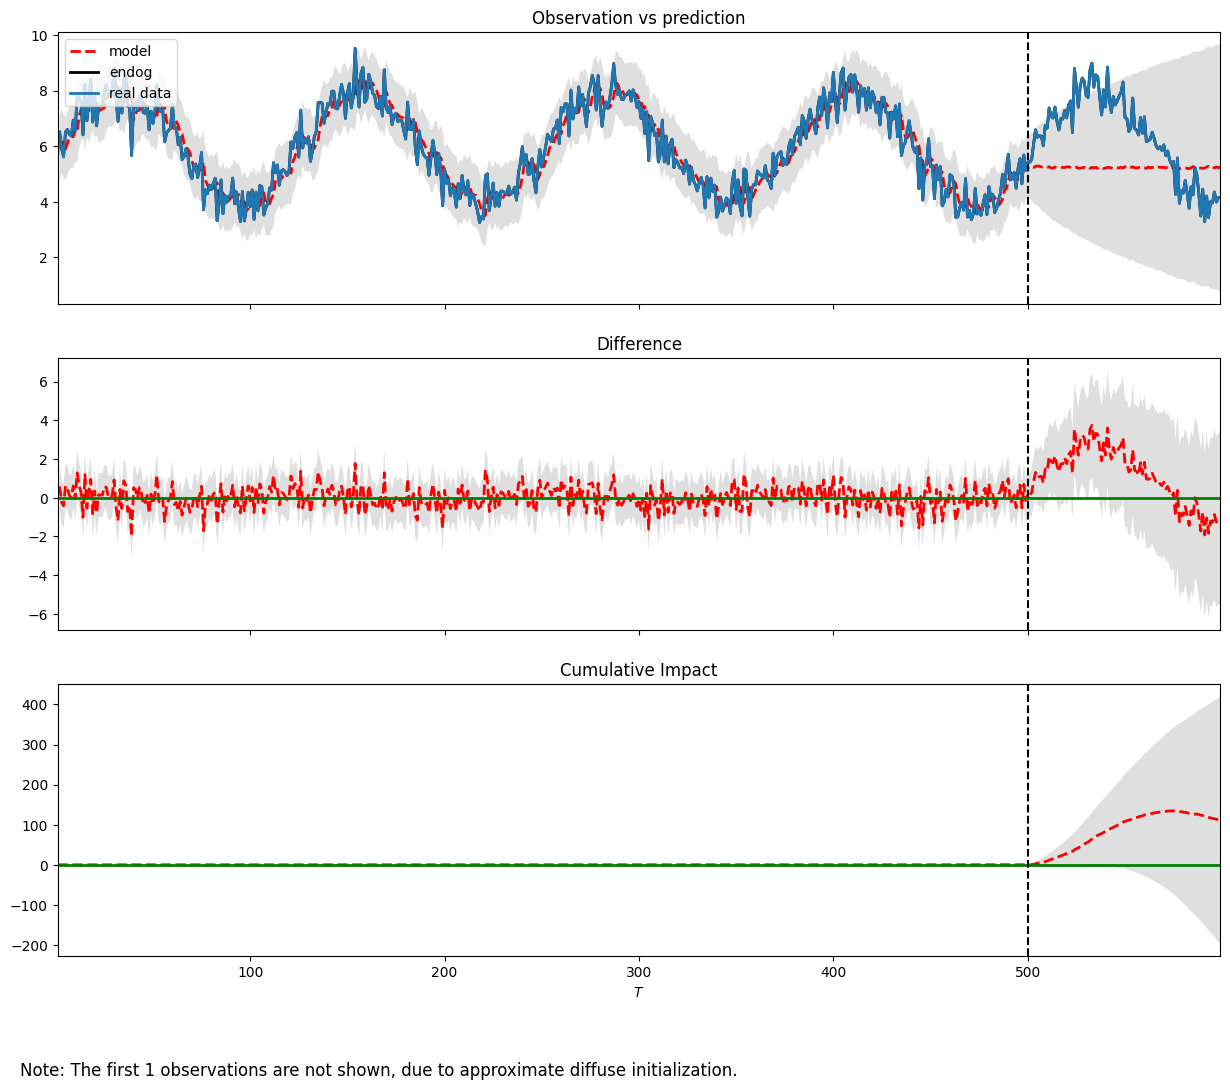 Observation vs prediction
10
8
6
4
2
model
endog
real data
Difference
6
4
2
0
−2
−4
−6
Cumulative Impact
400
300
200
100
0
−100
−200
100 200 300 400 500
T
Note: The first 1 observations are not shown, due to approximate diffuse initialization.